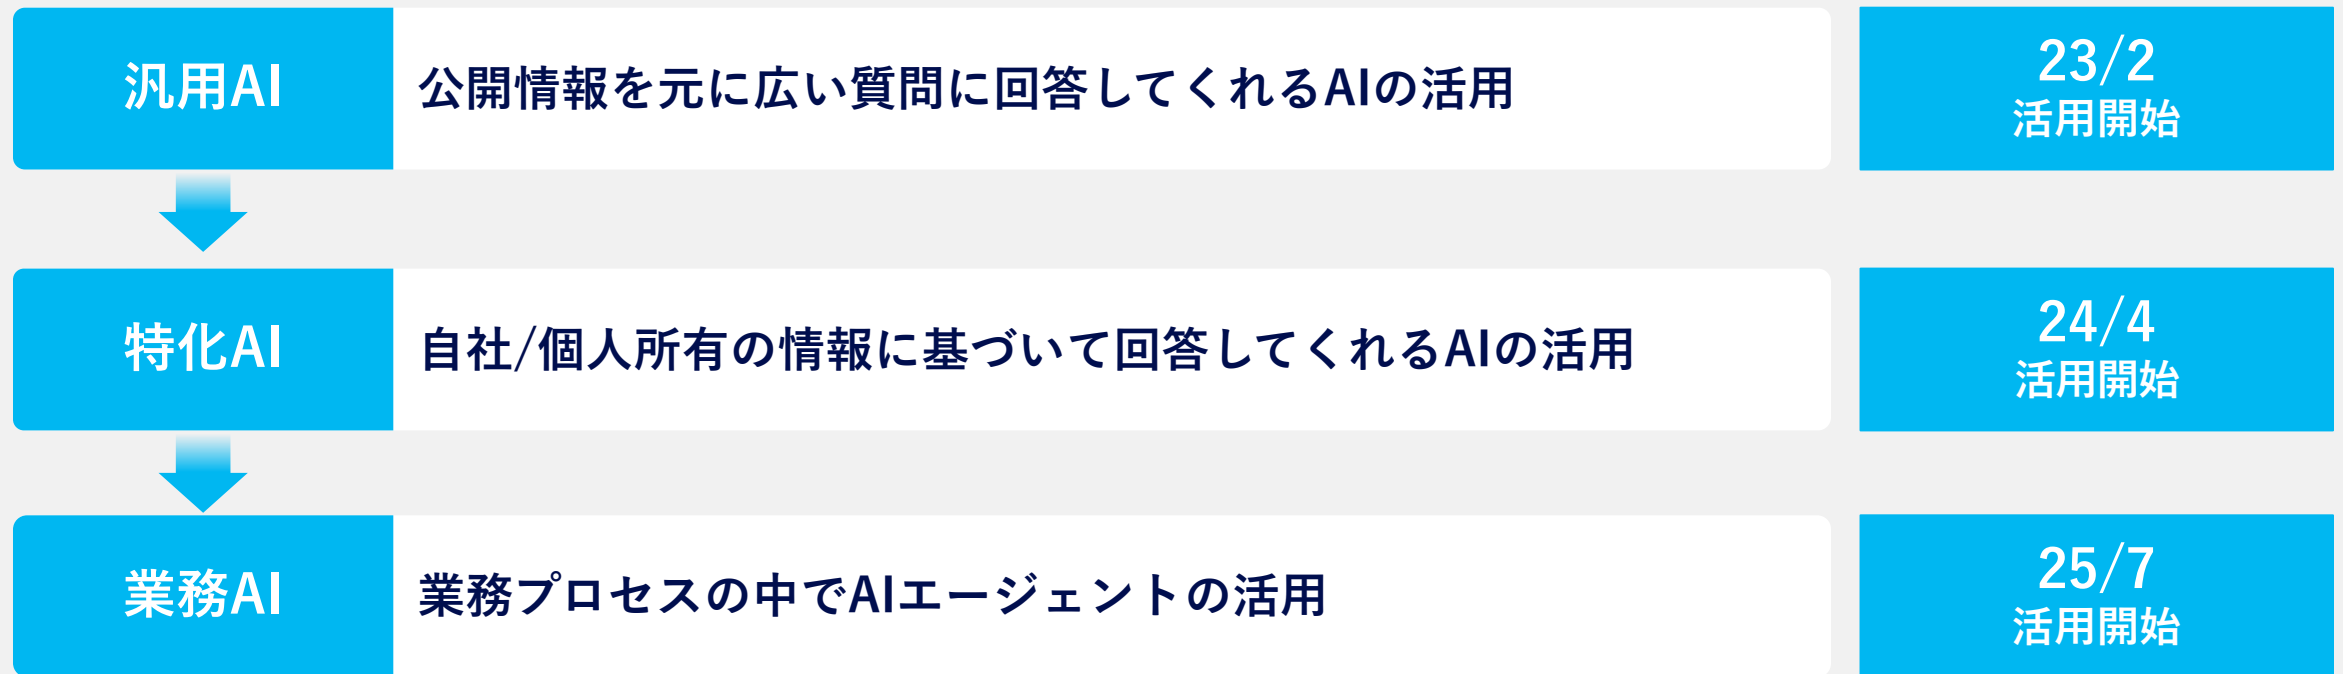 汎用AI
公開情報を元に広い質問に回答してくれるAIの活用
23/2
活用開始
特化AI
自社/個人所有の情報に基づいて回答してくれるAIの活用
24/4
活用開始
業務AI
業務プロセスの中でAIエージェントの活用
25/7
活用開始